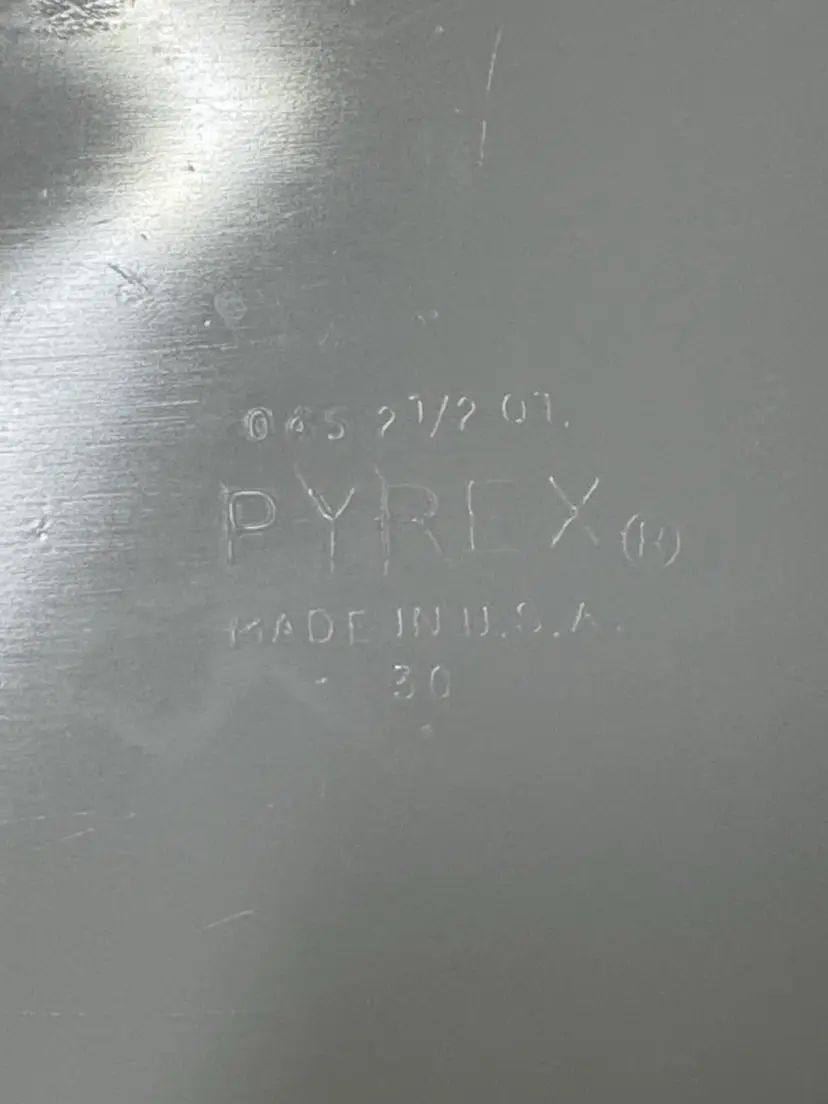 045 2 1/2 QT.
PYREX (R)
MADE IN U.S.A.
30